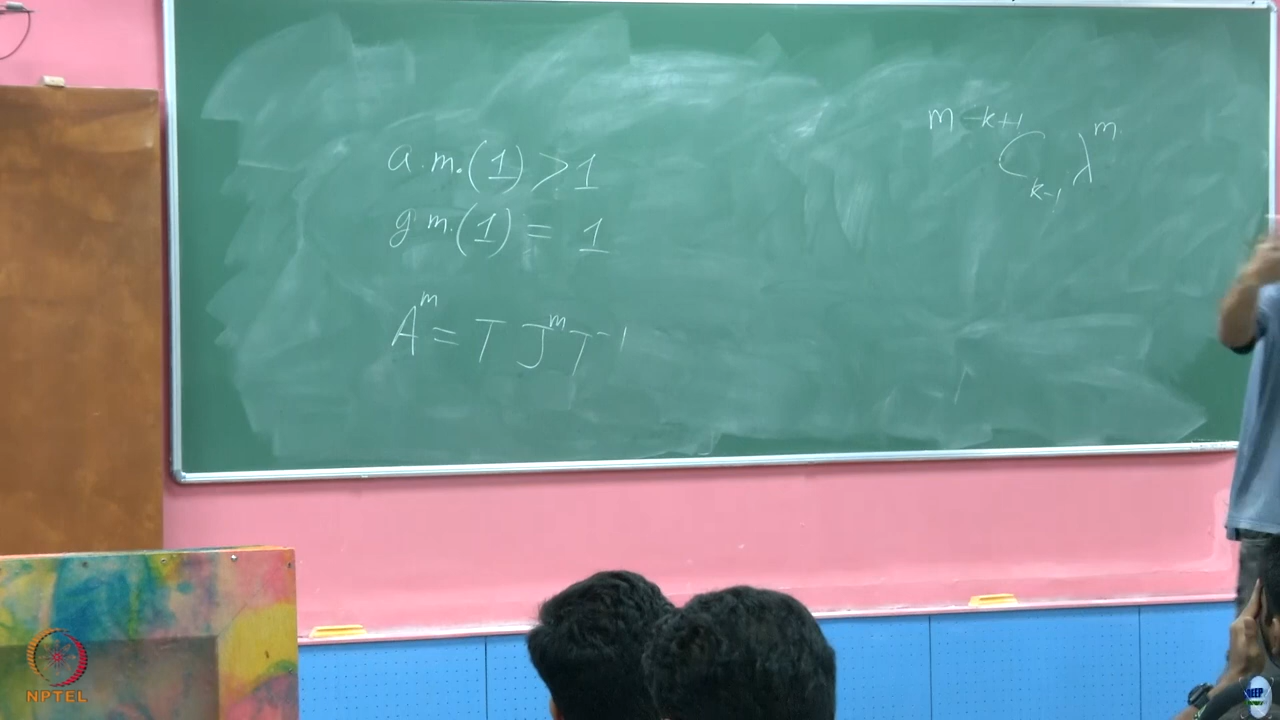 a.m.(1) > 1
g.m.(1) = 1
A^m = T J^m T^-1
m-k+1 C k-1 λ^m
NPTEL